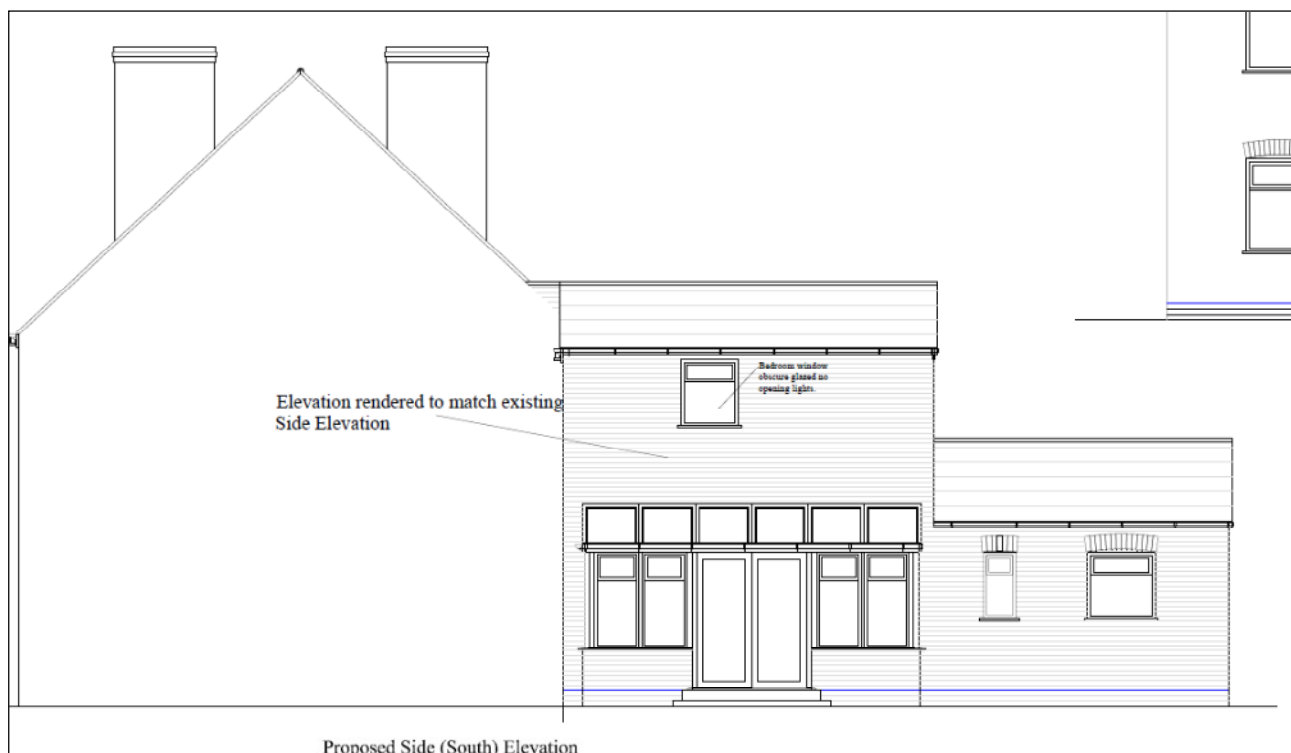 Bedroom window
obscure glazed no
opening lights.
Elevation rendered to match existing
Side Elevation
Proposed Side (South) Elevation